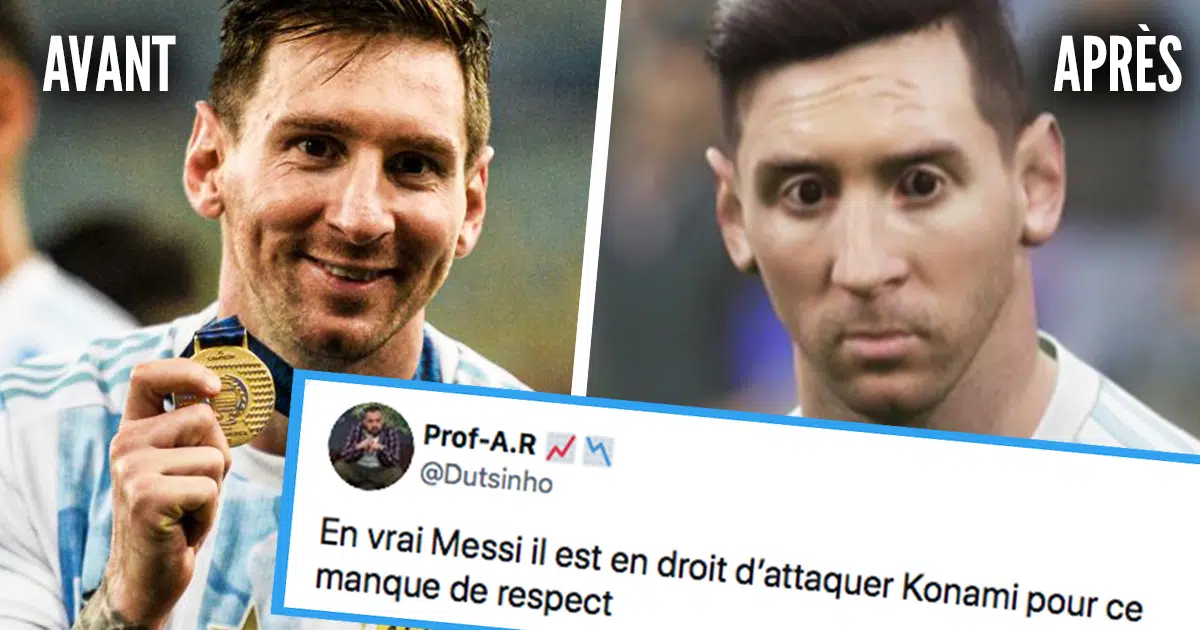 AVANT
APRÈS
Prof-A.R 📈 📉
@Dutsinho
En vrai Messi il est en droit d'attaquer Konami pour ce
manque de respect